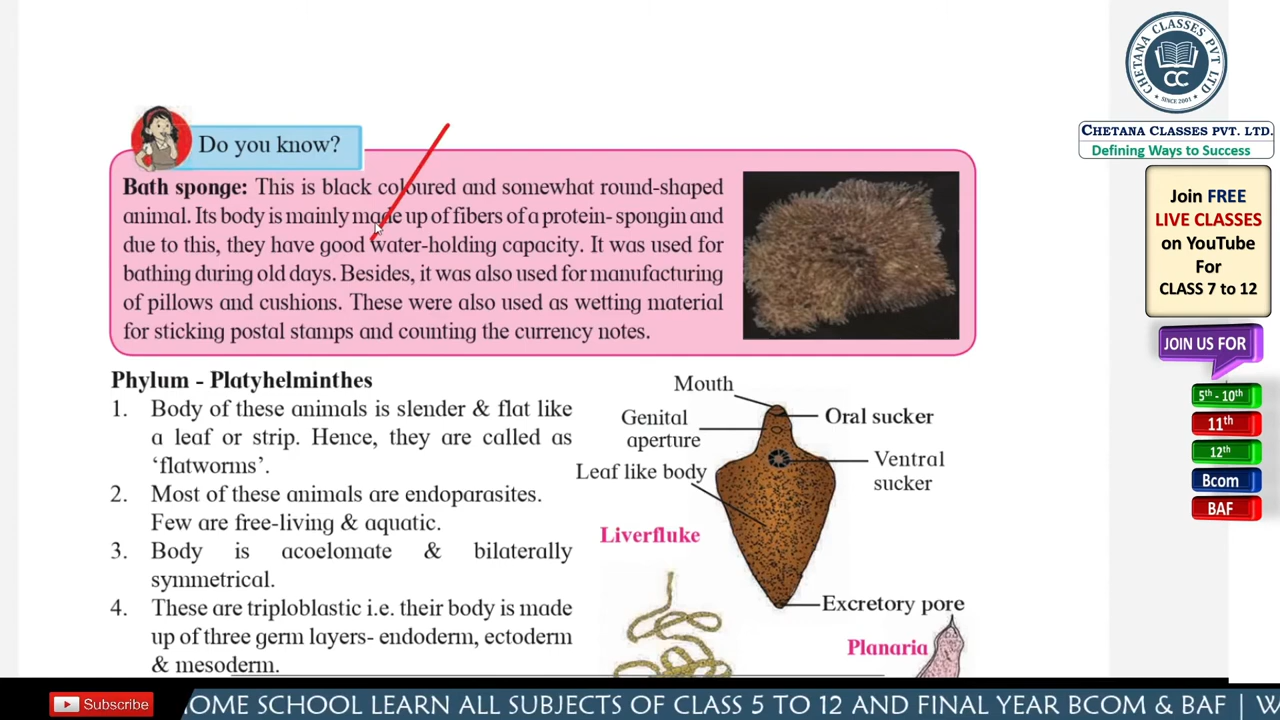 CHETANA CLASSES PVT LTD
CC
SINCE 2001
CHETANA CLASSES PVT. LTD.
Defining Ways to Success
Join FREE
LIVE CLASSES
on YouTube
For
CLASS 7 to 12
JOIN US FOR
5th - 10th
11th
12th
Bcom
BAF
Do you know?
Bath sponge: This is black coloured and somewhat round-shaped
animal. Its body is mainly made up of fibers of a protein- spongin and
due to this, they have good water-holding capacity. It was used for
bathing during old days. Besides, it was also used for manufacturing
of pillows and cushions. These were also used as wetting material
for sticking postal stamps and counting the currency notes.
Phylum - Platyhelminthes
1. Body of these animals is slender & flat like
a leaf or strip. Hence, they are called as
‘flatworms’.
2. Most of these animals are endoparasites.
Few are free-living & aquatic.
3. Body is acoelomate & bilaterally
symmetrical.
4. These are triploblastic i.e. their body is made
up of three germ layers- endoderm, ectoderm
& mesoderm.
Mouth
Oral sucker
Genital
aperture
Ventral
sucker
Leaf like body
Liverfluke
Excretory pore
Planaria
Subscribe
OME SCHOOL LEARN ALL SUBJECTS OF CLASS 5 TO 12 AND FINAL YEAR BCOM & BAF | W